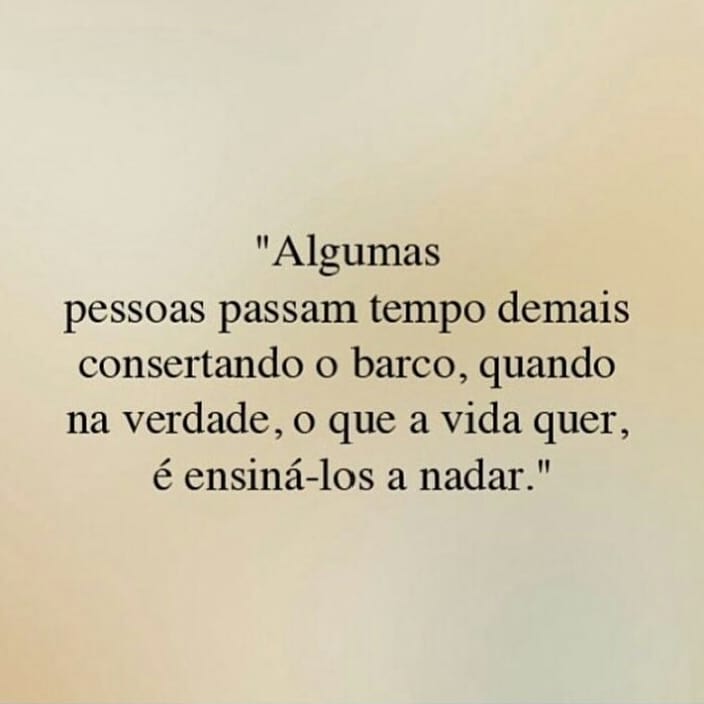 "Algumas
pessoas passam tempo demais
consertando o barco, quando
na verdade, o que a vida quer,
é ensiná-los a nadar."